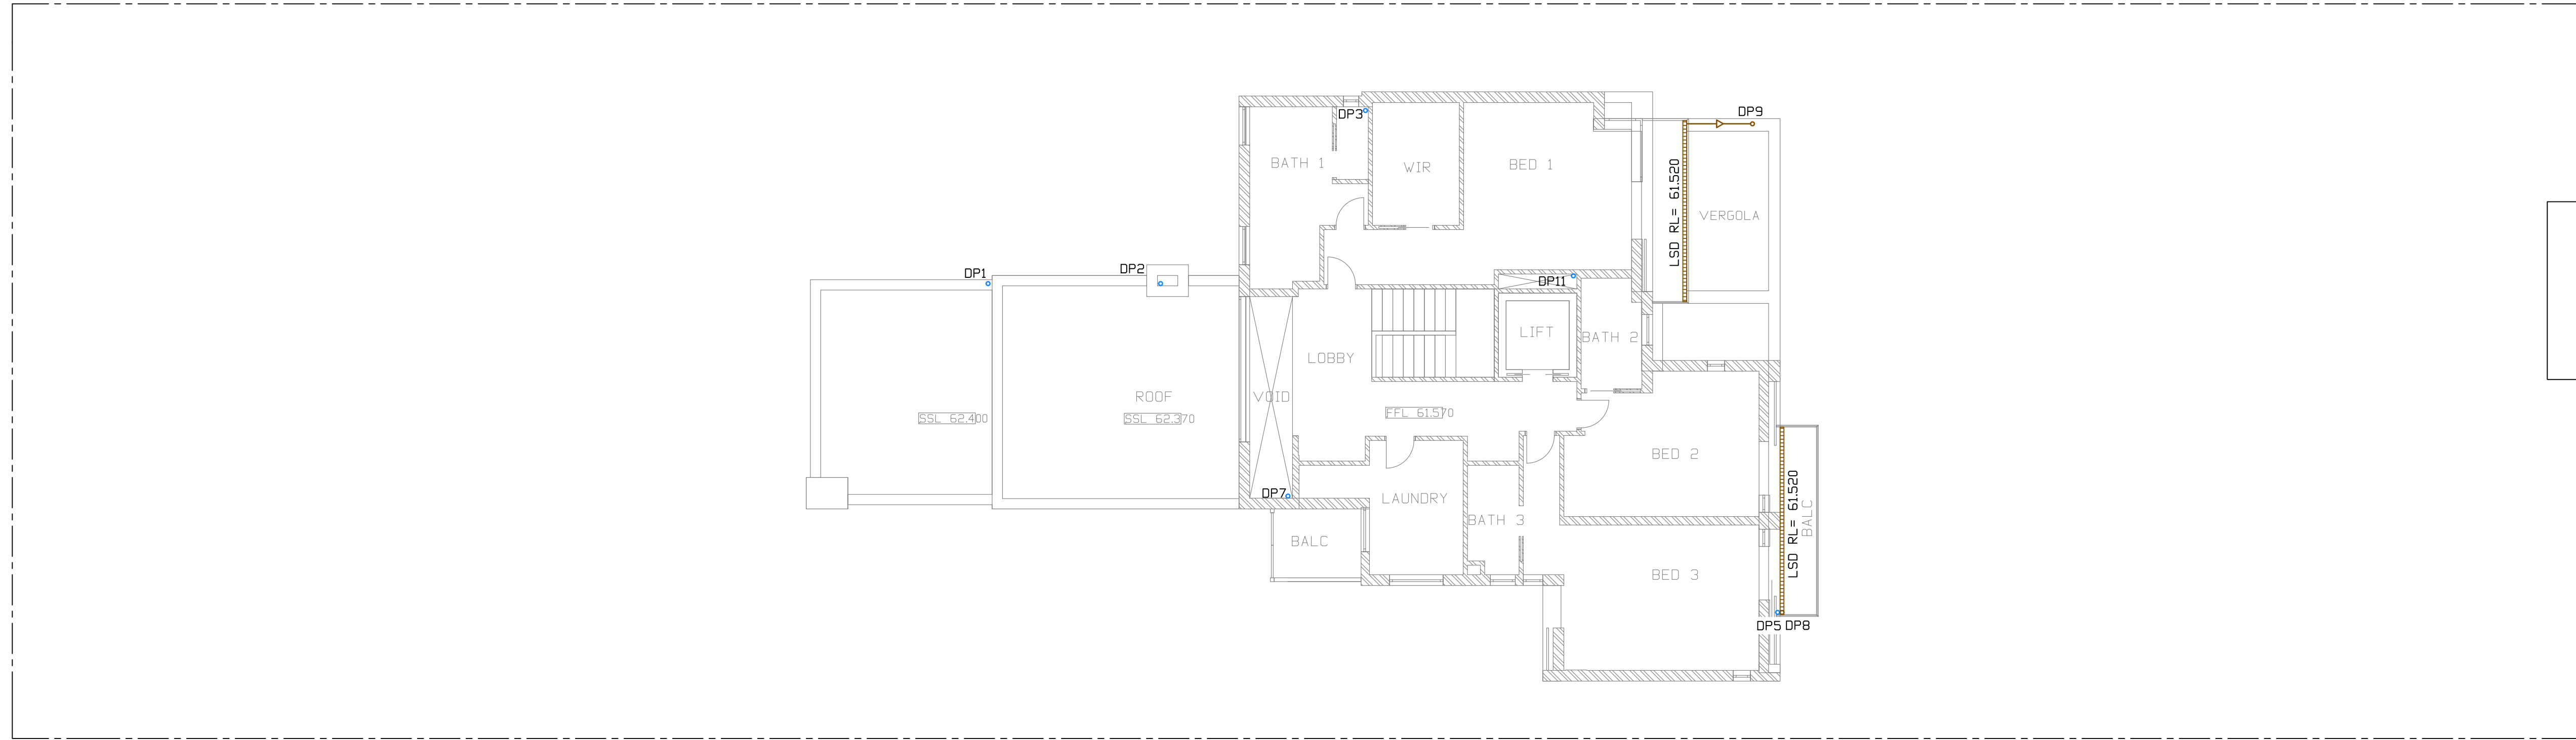 DP9
DP3
BATH 1
WIR
BED 1
LSD RL= 61.520
VERGOLA
DP1
DP2
DP11
LIFT
BATH 2
LOBBY
ROOF
VOID
SSL 62.400
SSL 62.370
FFL 61.570
BED 2
DP7
LAUNDRY
BATH 3
BALC
LSD RL= 61.520
BALC
BED 3
DP5 DP8